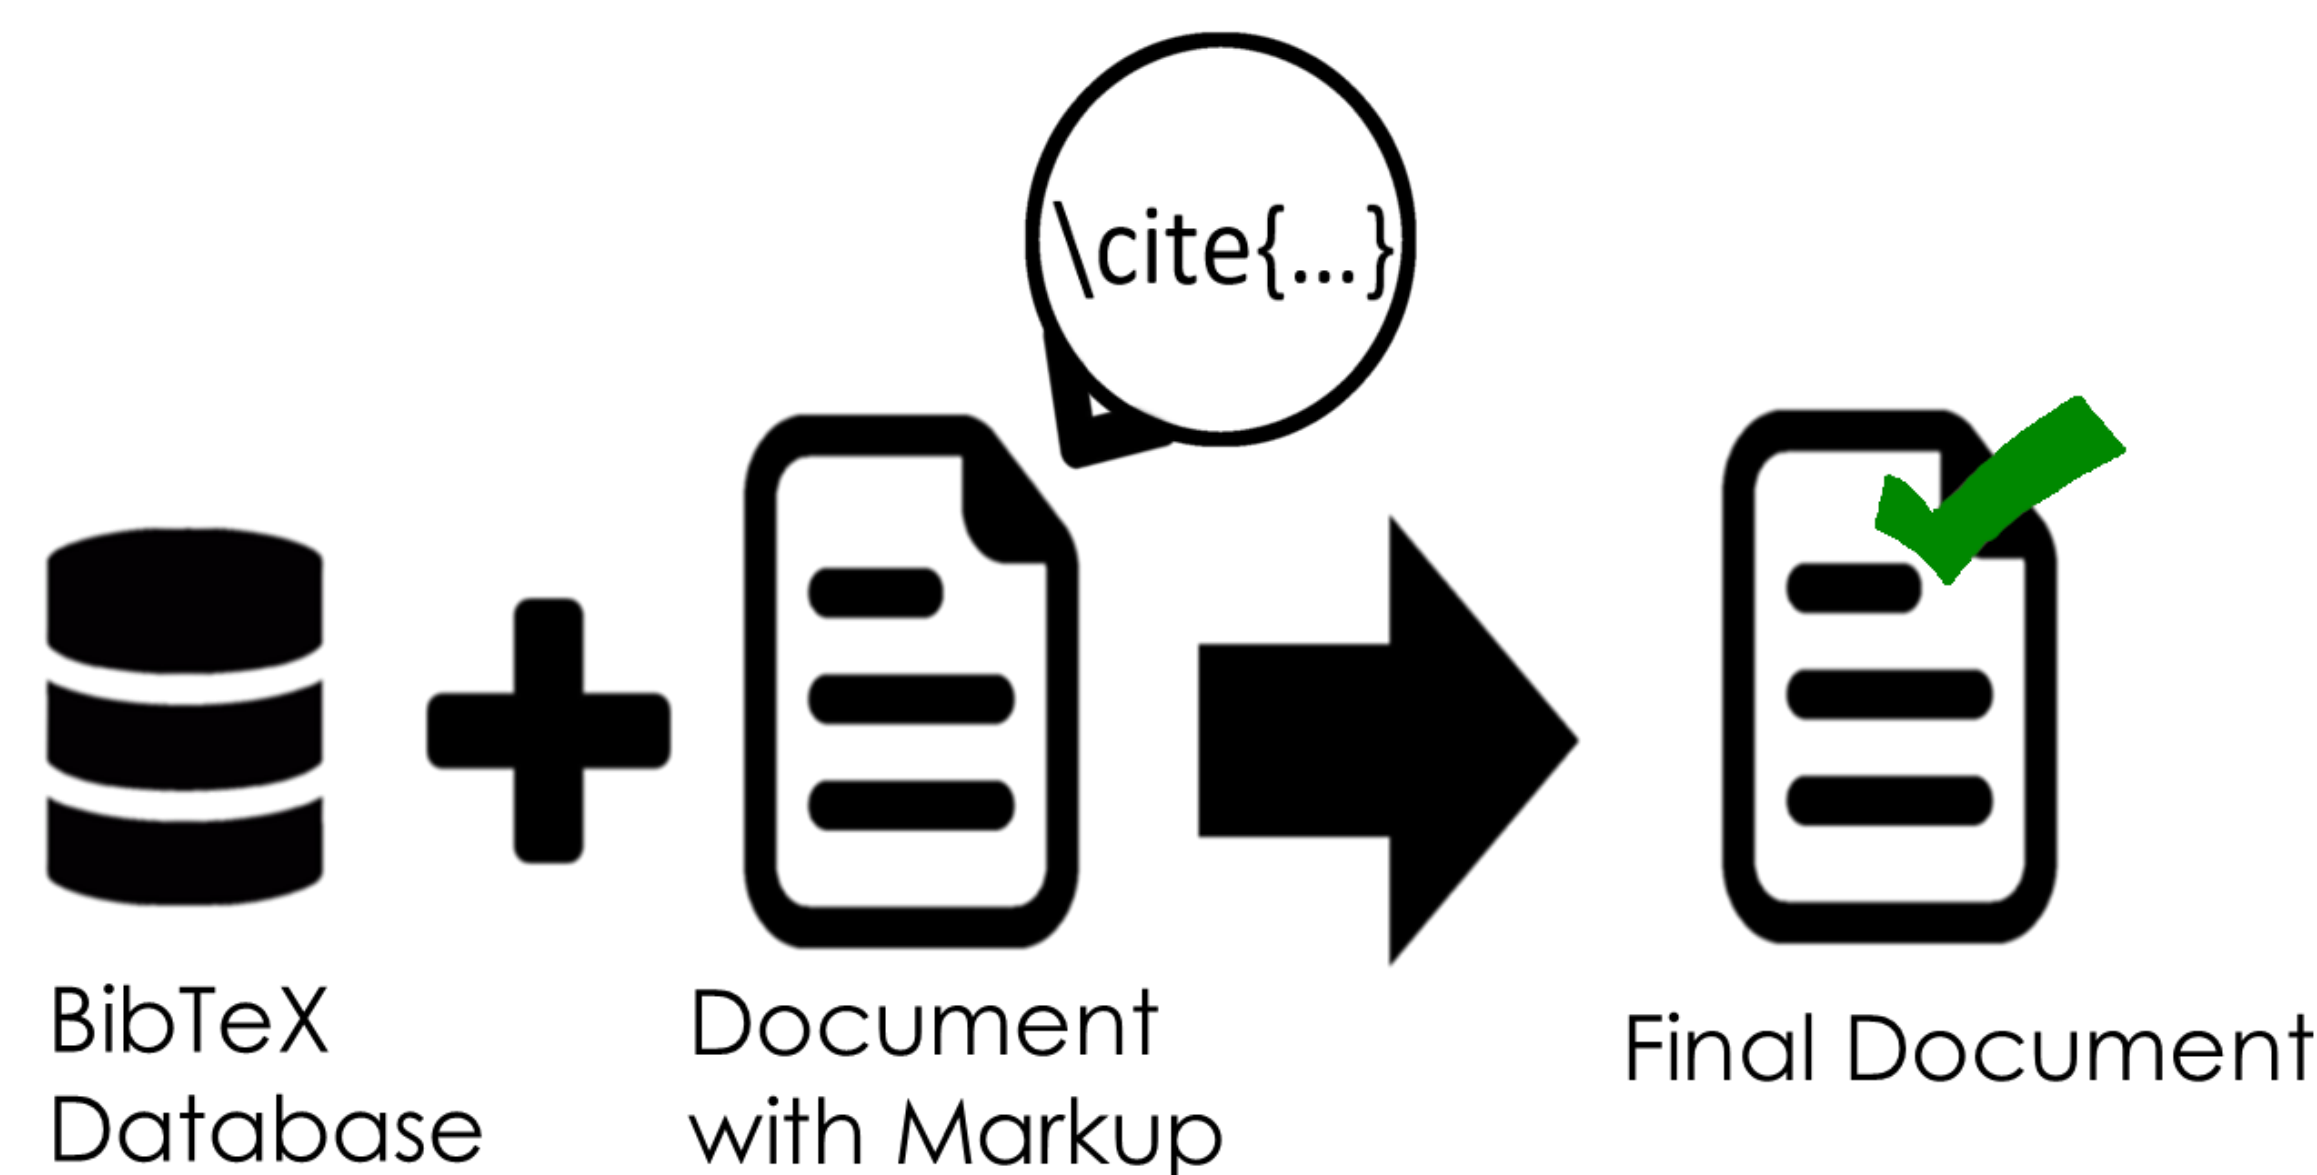 \cite{...}
BibTeX
Database
Document
with Markup
Final Document